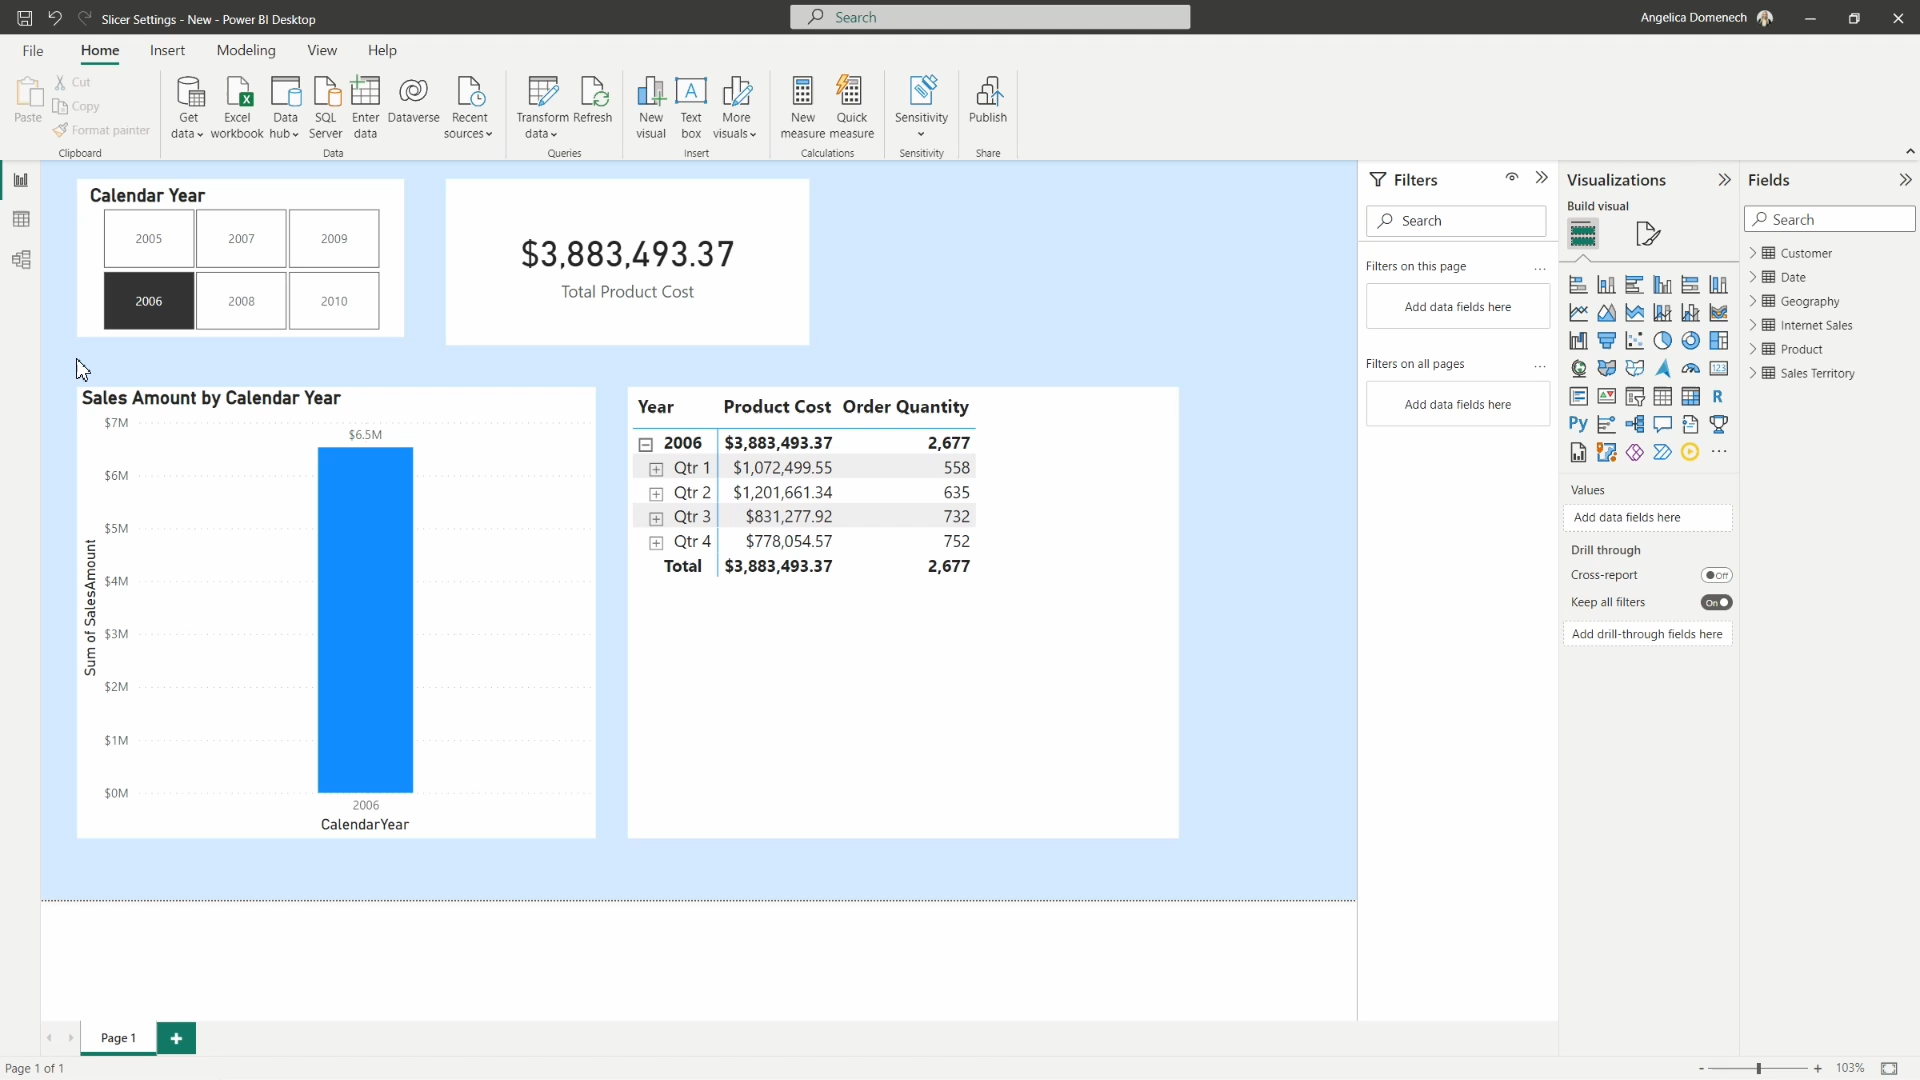 Slicer Settings - New - Power BI Desktop
Search
Angelica Domenech
File Home Insert Modeling View Help
Paste
Cut
Copy
Format painter
Clipboard
Get data
Excel workbook
Data hub
SQL Server
Enter data
Dataverse
Recent sources
Data
Transform data
Refresh
Queries
New visual
Text box
More visuals
Insert
New measure
Quick measure
Calculations
Sensitivity
Sensitivity
Publish
Share
Calendar Year
2005 2007 2009
2006 2008 2010
$3,883,493.37
Total Product Cost
Sales Amount by Calendar Year
$7M
$6M
$5M
$4M
$3M
$2M
$1M
$0M
Sum of SalesAmount
$6.5M
2006
CalendarYear
Year Product Cost Order Quantity
2006 $3,883,493.37 2,677
Qtr 1 $1,072,499.55 558
Qtr 2 $1,201,661.34 635
Qtr 3 $831,277.92 732
Qtr 4 $778,054.57 752
Total $3,883,493.37 2,677
Filters
Search
Filters on this page ...
Add data fields here
Filters on all pages ...
Add data fields here
Visualizations
Build visual
123
R
Py
...
Values
Add data fields here
Drill through
Cross-report Off
Keep all filters On
Add drill-through fields here
Fields
Search
Customer
Date
Geography
Internet Sales
Product
Sales Territory
Page 1
+
Page 1 of 1
- + 103%